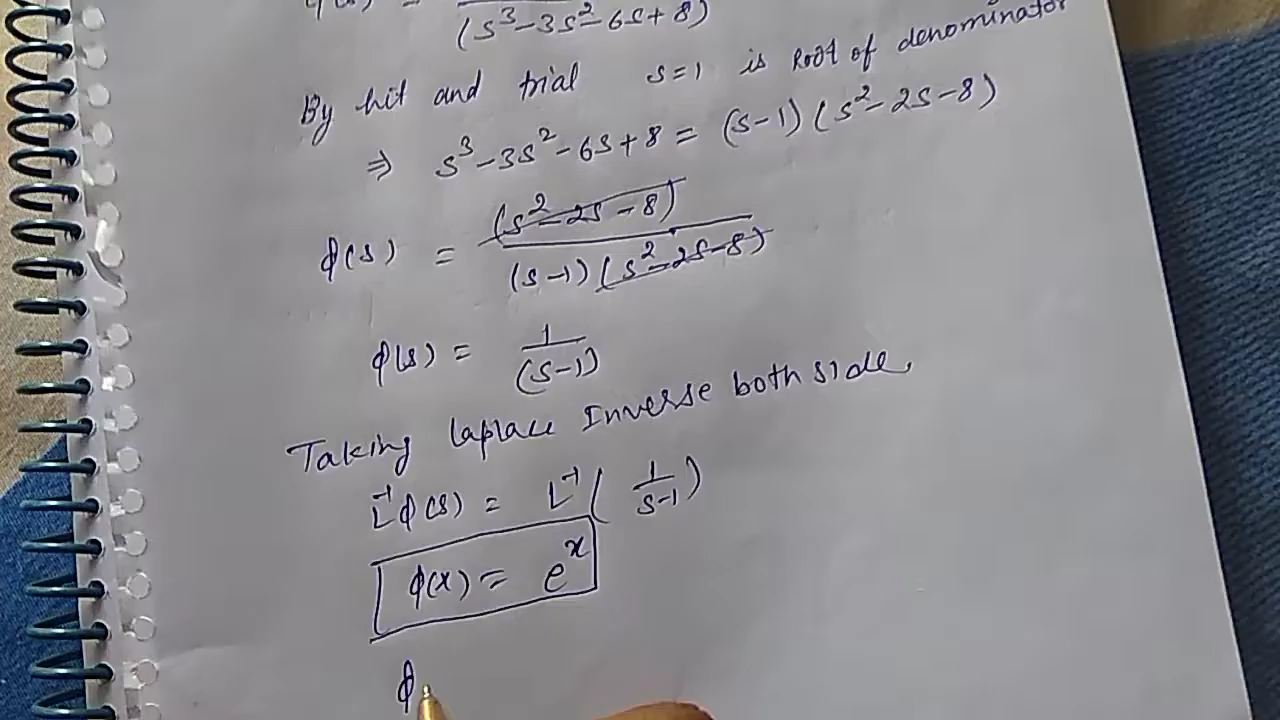 (s³-3s²-6s+8)
By hit and trial s=1 is root of denominator
⇒ s³-3s²-6s+8 = (s-1)(s²-2s-8)
ϕ(s) = (s²-2s-8) / (s-1)(s²-2s-8)
ϕ(s) = 1/(s-1)
Taking laplace Inverse both side,
L⁻¹ϕ(s) = L⁻¹(1/s-1)
ϕ(x) = eˣ
ϕ